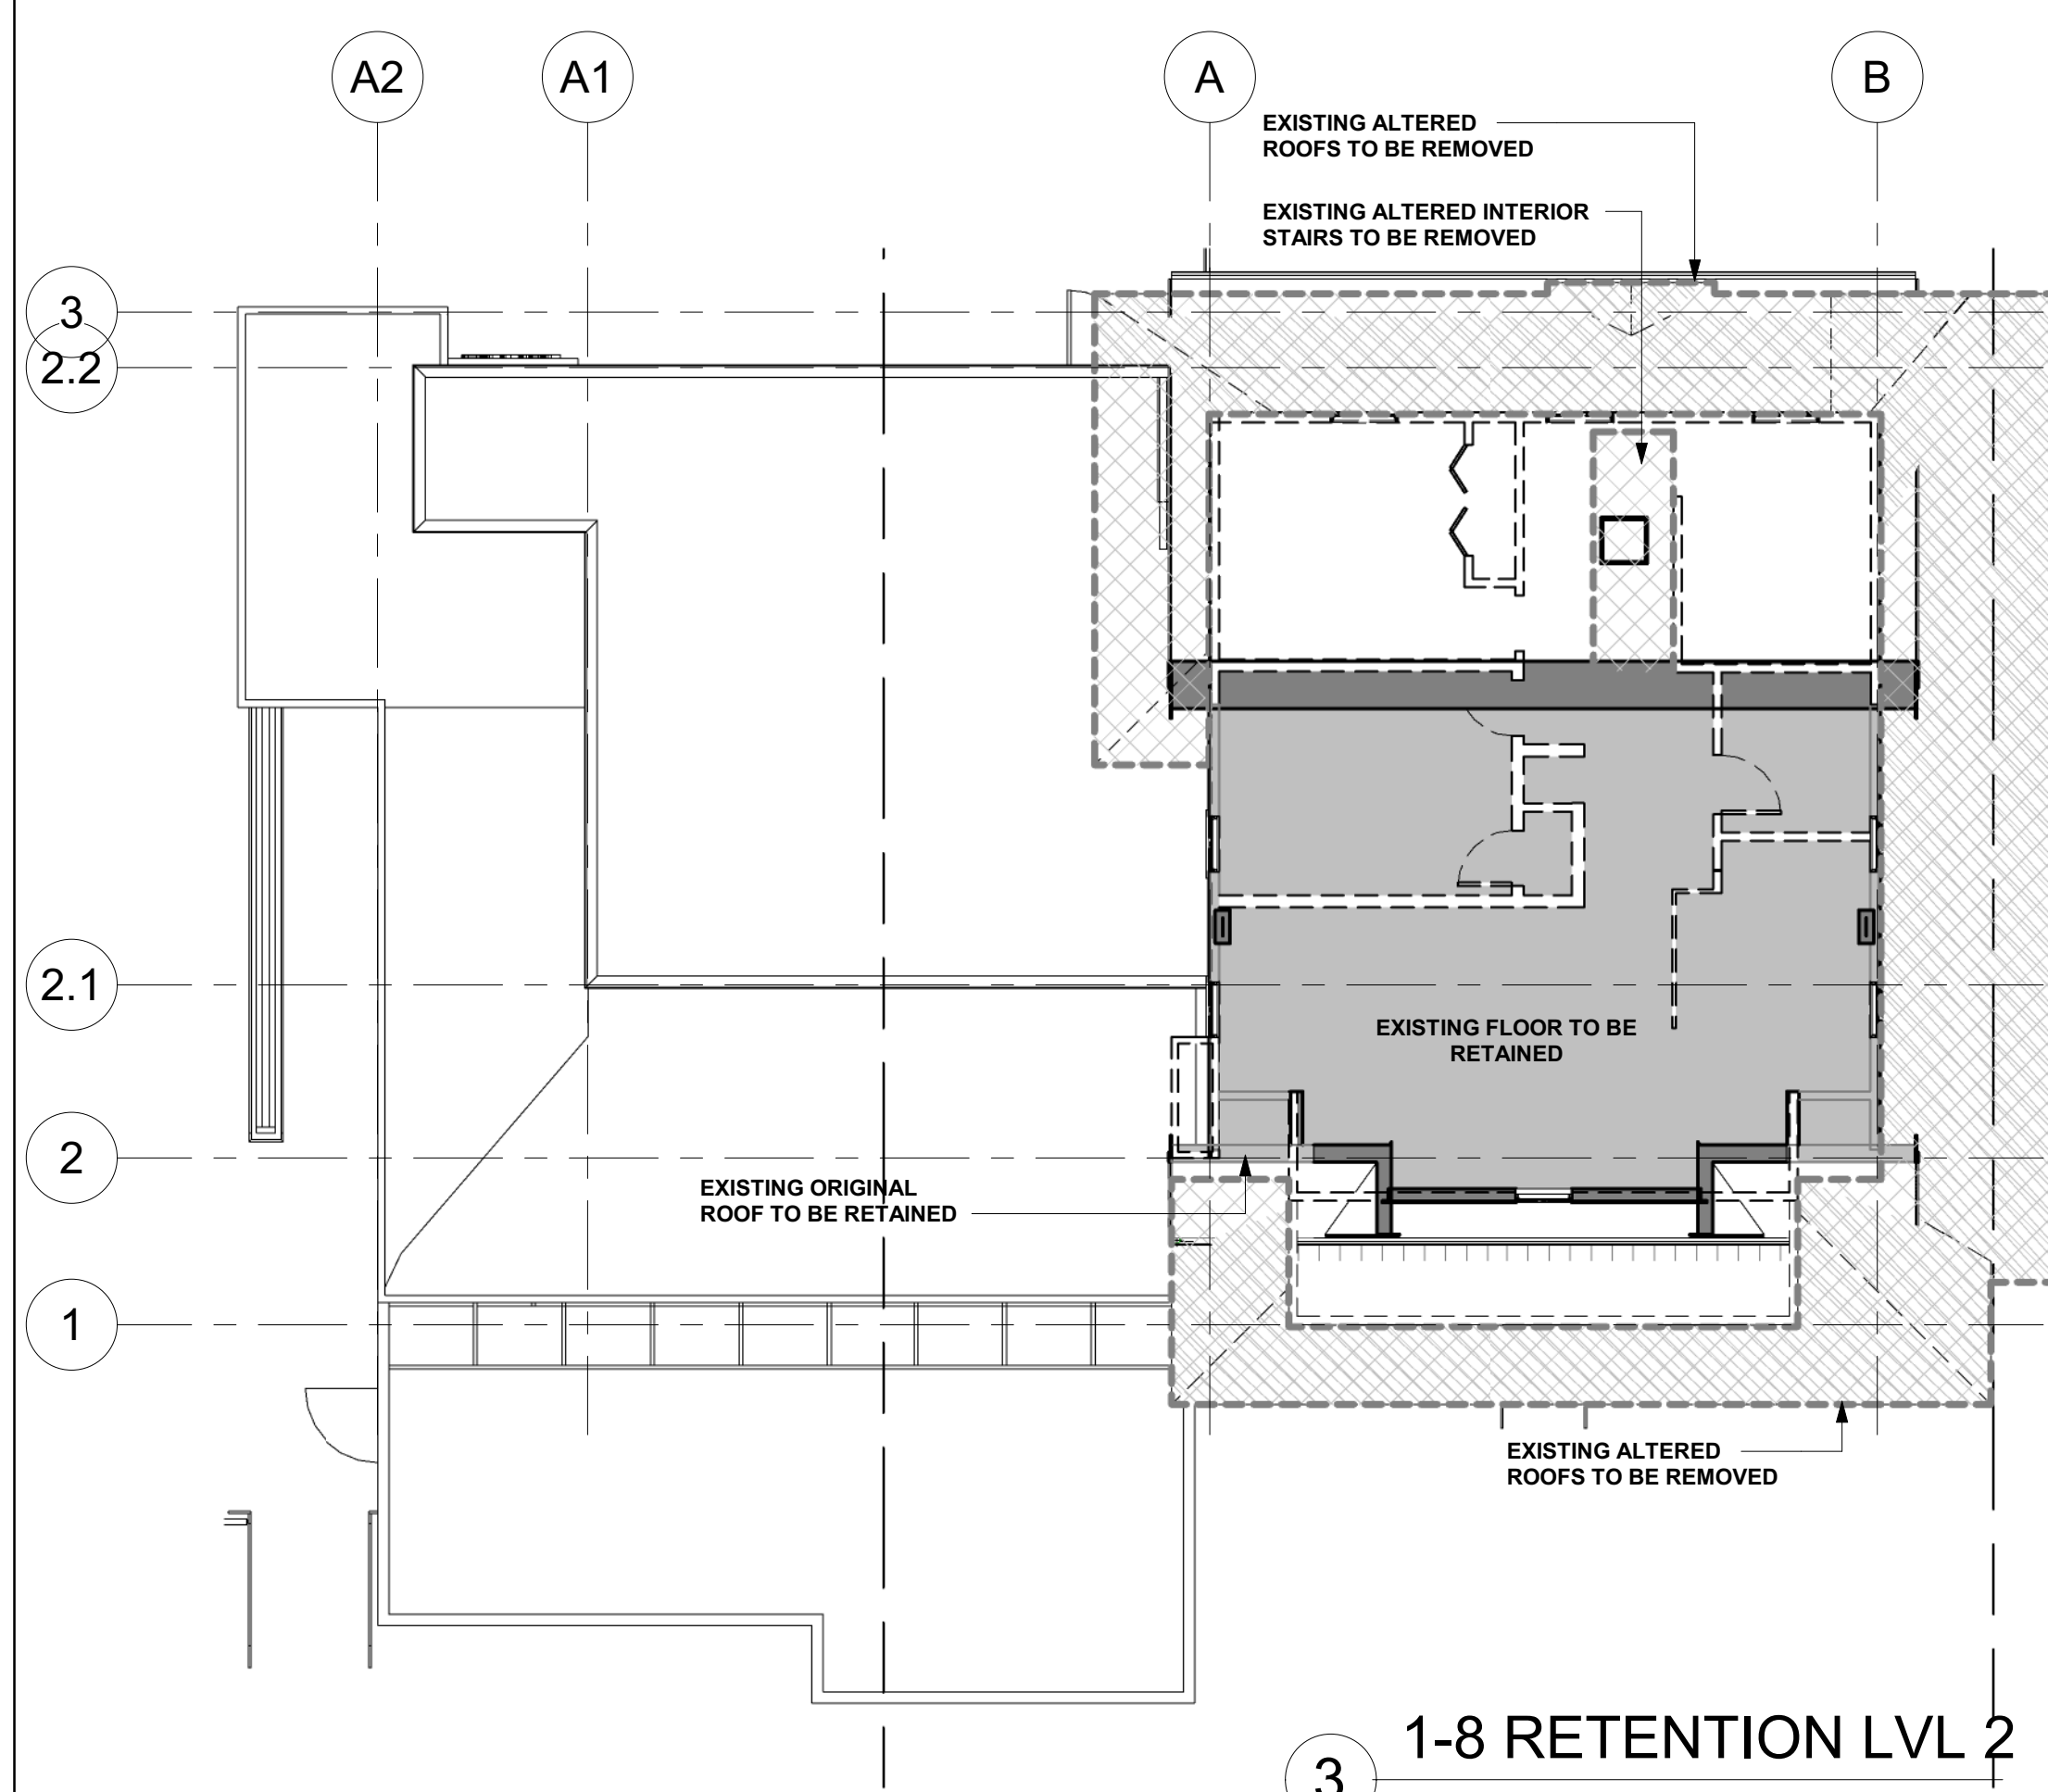 A2
A1
A
B
EXISTING ALTERED
ROOFS TO BE REMOVED
EXISTING ALTERED INTERIOR
STAIRS TO BE REMOVED
3
2.2
2.1
EXISTING FLOOR TO BE
RETAINED
2
EXISTING ORIGINAL
ROOF TO BE RETAINED
1
EXISTING ALTERED
ROOFS TO BE REMOVED
1-8 RETENTION LVL 2
3